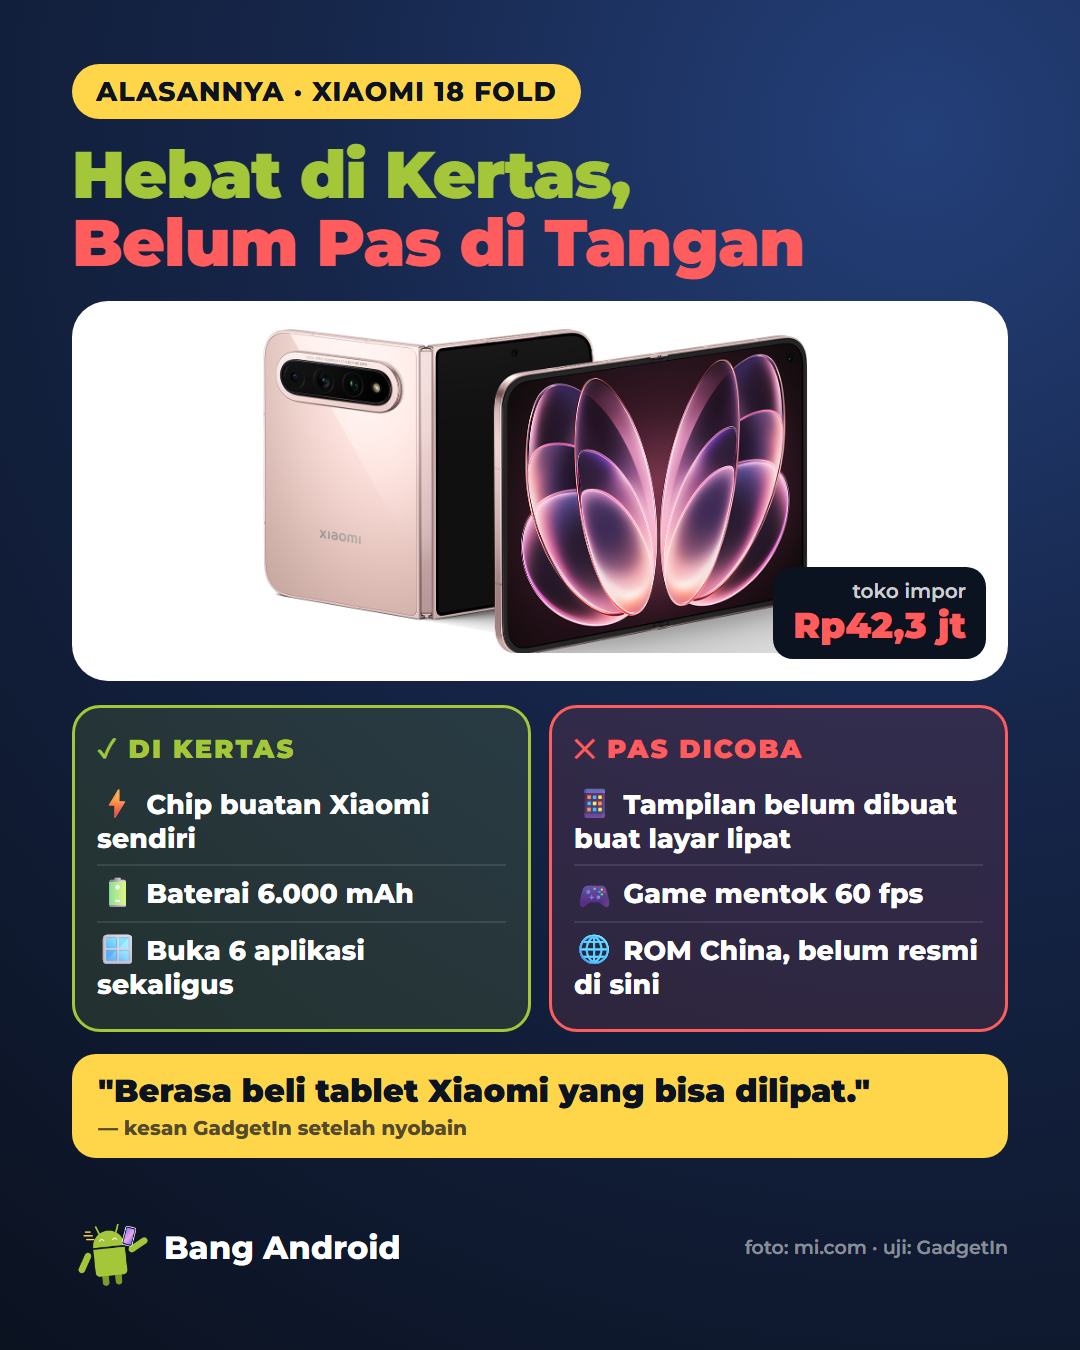 ALASANNYA · XIAOMI 18 FOLD
Hebat di Kertas,
Belum Pas di Tangan
xiaomi
toko impor
Rp42,3 jt
✓ DI KERTAS
⚡ Chip buatan Xiaomi
sendiri
🔋 Baterai 6.000 mAh
🪟 Buka 6 aplikasi
sekaligus
✕ PAS DICOBA
📱 Tampilan belum dibuat
buat layar lipat
🎮 Game mentok 60 fps
🌐 ROM China, belum resmi
di sini
"Berasa beli tablet Xiaomi yang bisa dilipat."
— kesan GadgetIn setelah nyobain
Bang Android
foto: mi.com · uji: GadgetIn